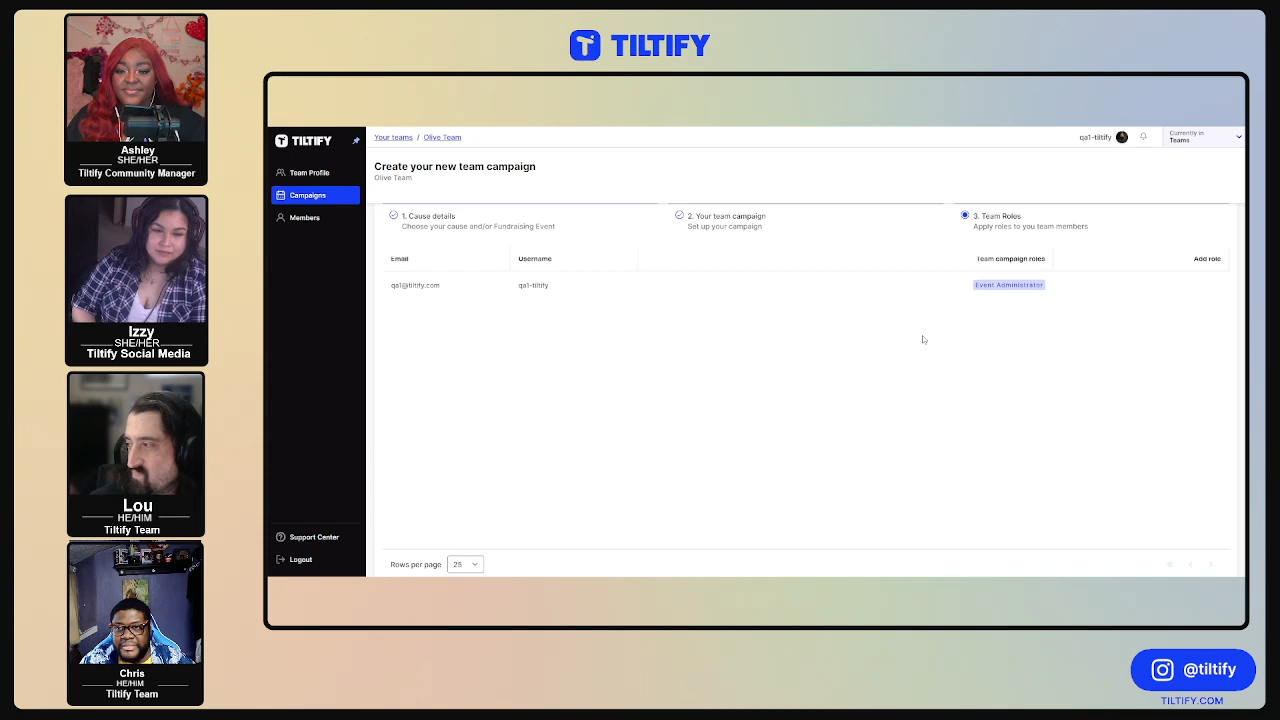 TILTIFY
Ashley
SHE/HER
Tiltify Community Manager
Izzy
SHE/HER
Tiltify Social Media
Lou
HE/HIM
Tiltify Team
Chris
HE/HIM
Tiltify Team
TILTIFY
Team Profile
Campaigns
Members
Support Center
Logout
Your teams / Olive Team
qa1-tiltify
Currently in
Teams
Create your new team campaign
Olive Team
1. Cause details
Choose your cause and/or Fundraising Event
2. Your team campaign
Set up your campaign
3. Team Roles
Apply roles to you team members
Email Username Team campaign roles Add role
qa1@tiltify.com qa1-tiltify Event Administrator
Rows per page 25
@tiltify
TILTIFY.COM